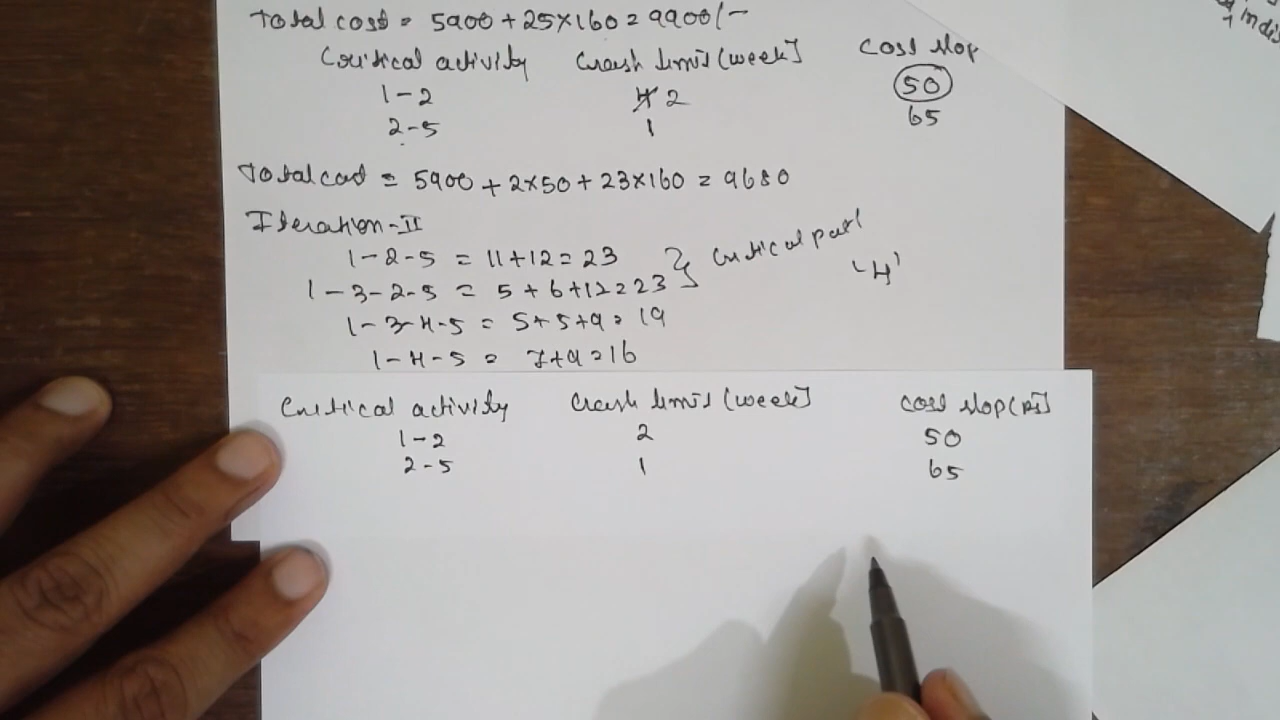 Total cost = 5900 + 25×160 = 9900/-
Critical activity Crash limit (week) Cost slop
1-2 4 2 50
2-5 1 65
Total cost = 5900 + 2×50 + 23×160 = 9680
Iteration-II
1-2-5 = 11+12=23
1-3-2-5 = 5+6+12=23 } Critical part
'4'
1-3-4-5 = 5+5+9=19
1-4-5 = 7+9=16
Critical activity Crash limit (week) Cost slop (Rs)
1-2 2 50
2-5 1 65